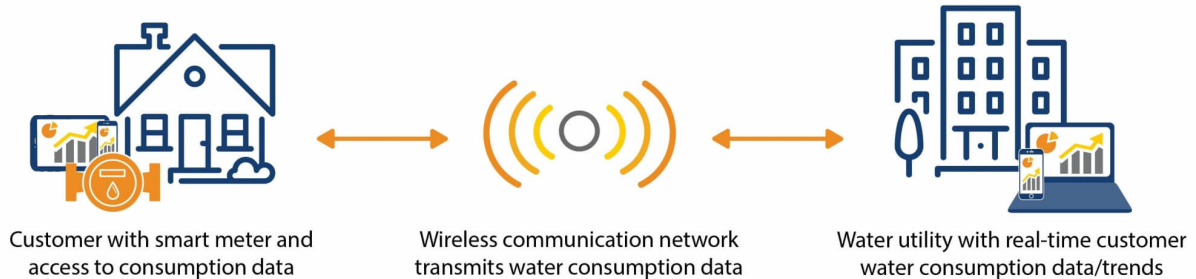 Customer with smart meter and
access to consumption data
Wireless communication network
transmits water consumption data
Water utility with real-time customer
water consumption data/trends